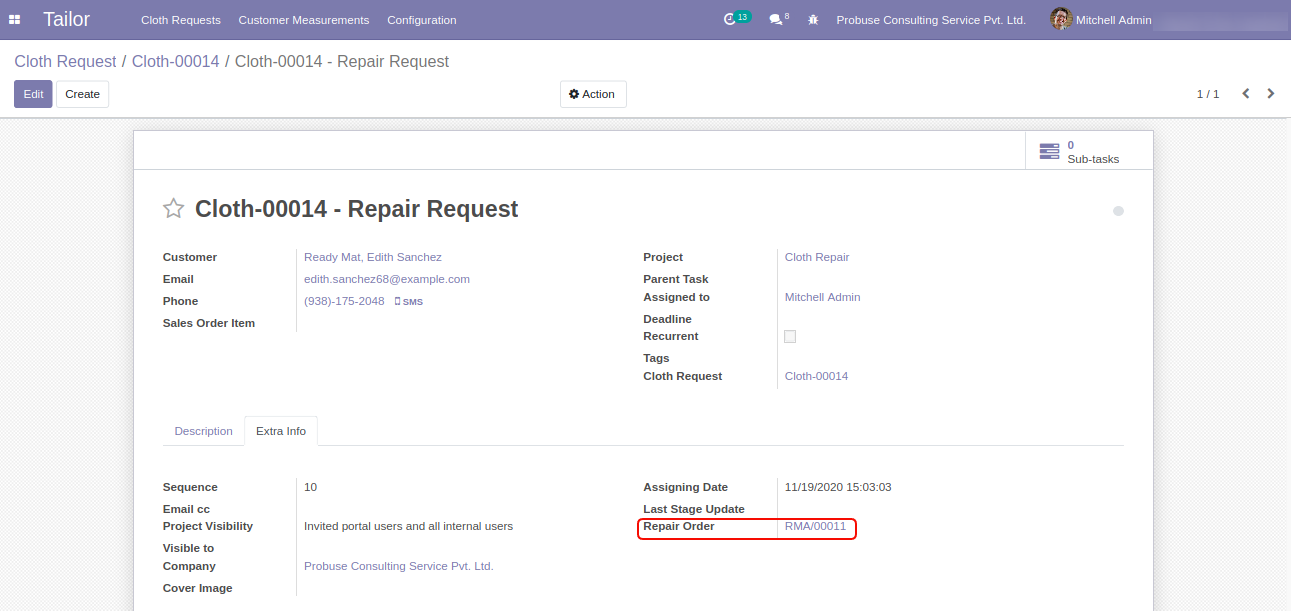 Tailor Cloth Requests Customer Measurements Configuration 13 8 Probuse Consulting Service Pvt. Ltd. Mitchell Admin
Cloth Request / Cloth-00014 / Cloth-00014 - Repair Request
Edit Create Action 1 / 1
0
Sub-tasks
Cloth-00014 - Repair Request
Customer Ready Mat, Edith Sanchez
Email edith.sanchez68@example.com
Phone (938)-175-2048 SMS
Sales Order Item
Project Cloth Repair
Parent Task
Assigned to Mitchell Admin
Deadline
Recurrent
Tags
Cloth Request Cloth-00014
Description Extra Info
Sequence 10
Email cc
Project Visibility Invited portal users and all internal users
Visible to
Company Probuse Consulting Service Pvt. Ltd.
Cover Image
Assigning Date 11/19/2020 15:03:03
Last Stage Update
Repair Order RMA/00011